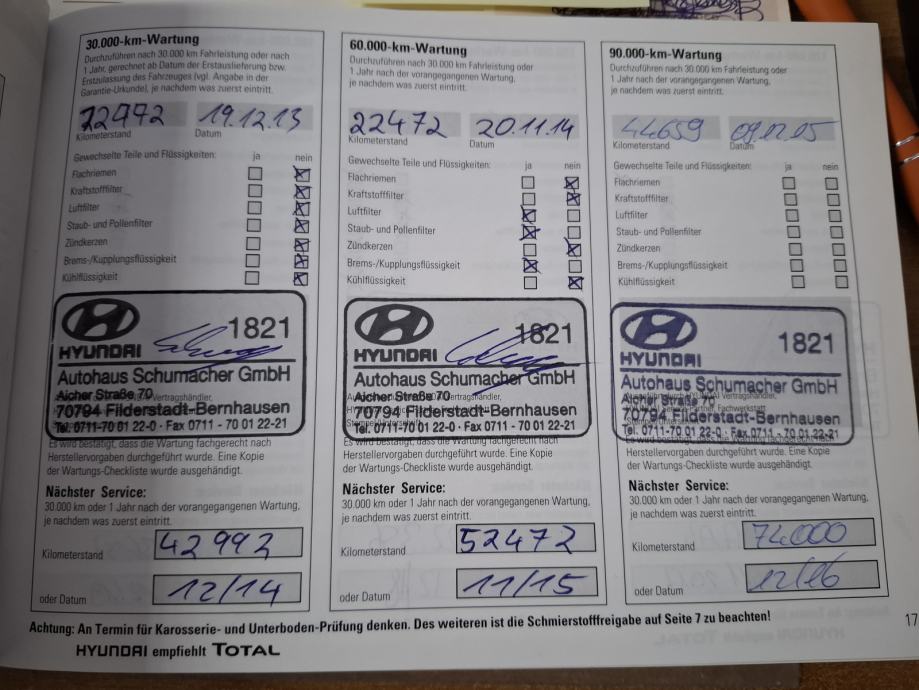 30.000-km-Wartung
Durchzuführen nach 30.000 km Fahrleistung oder nach
1 Jahr, gerechnet ab Datum der Erstauslieferung bzw.
Erstzulassung des Fahrzeuges (vgl. Angabe in der
Garantie-Urkunde), je nachdem was zuerst eintritt.
19.12.13
Kilometerstand Datum
Gewechselte Teile und Flüssigkeiten: ja nein
Flachriemen
Kraftstofffilter
Luftfilter
Staub- und Pollenfilter
Zündkerzen
Brems-/Kupplungsflüssigkeit
Kühlflüssigkeit
1821
HYUNDAI
Autohaus Schumacher GmbH
Aicher Straße 70
70794 Filderstadt-Bernhausen
Tel. 0711-70 01 22-0 · Fax 0711 - 70 01 22-21
Es wird bestätigt, dass die Wartung fachgerecht nach
Herstellervorgaben durchgeführt wurde. Eine Kopie
der Wartungs-Checkliste wurde ausgehändigt.
Nächster Service:
30.000 km oder 1 Jahr nach der vorangegangenen Wartung,
je nachdem was zuerst eintritt.
Kilometerstand 42992
oder Datum 12/14
60.000-km-Wartung
Durchzuführen nach 30.000 km Fahrleistung oder
1 Jahr nach der vorangegangenen Wartung,
je nachdem was zuerst eintritt.
22472 20.11.14
Kilometerstand Datum
Gewechselte Teile und Flüssigkeiten: ja nein
Flachriemen
Kraftstofffilter
Luftfilter
Staub- und Pollenfilter
Zündkerzen
Brems-/Kupplungsflüssigkeit
Kühlflüssigkeit
1821
HYUNDAI
Autohaus Schumacher GmbH
Aicher Straße 70
70794 Filderstadt-Bernhausen
Tel. 0711-70 01 22-0 · Fax 0711 - 70 01 22-21
Es wird bestätigt, dass die Wartung fachgerecht nach
Herstellervorgaben durchgeführt wurde. Eine Kopie
der Wartungs-Checkliste wurde ausgehändigt.
Nächster Service:
30.000 km oder 1 Jahr nach der vorangegangenen Wartung,
je nachdem was zuerst eintritt.
Kilometerstand 52472
oder Datum 11/15
90.000-km-Wartung
Durchzuführen nach 30.000 km Fahrleistung oder
1 Jahr nach der vorangegangenen Wartung,
je nachdem was zuerst eintritt.
44659
Kilometerstand Datum
Gewechselte Teile und Flüssigkeiten: ja nein
Flachriemen
Kraftstofffilter
Luftfilter
Staub- und Pollenfilter
Zündkerzen
Brems-/Kupplungsflüssigkeit
Kühlflüssigkeit
1821
HYUNDAI
Autohaus Schumacher GmbH
Aicher Straße 70
70794 Filderstadt-Bernhausen
Tel. 0711-70 01 22-0 · Fax 0711 - 70 01 22-21
Es wird bestätigt, dass die Wartung fachgerecht nach
Herstellervorgaben durchgeführt wurde. Eine Kopie
der Wartungs-Checkliste wurde ausgehändigt.
Nächster Service:
30.000 km oder 1 Jahr nach der vorangegangenen Wartung,
je nachdem was zuerst eintritt.
Kilometerstand 74000
oder Datum 12/16
Achtung: An Termin für Karosserie- und Unterboden-Prüfung denken. Des weiteren ist die Schmierstofffreigabe auf Seite 7 zu beachten!
17
HYUNDAI empfiehlt TOTAL